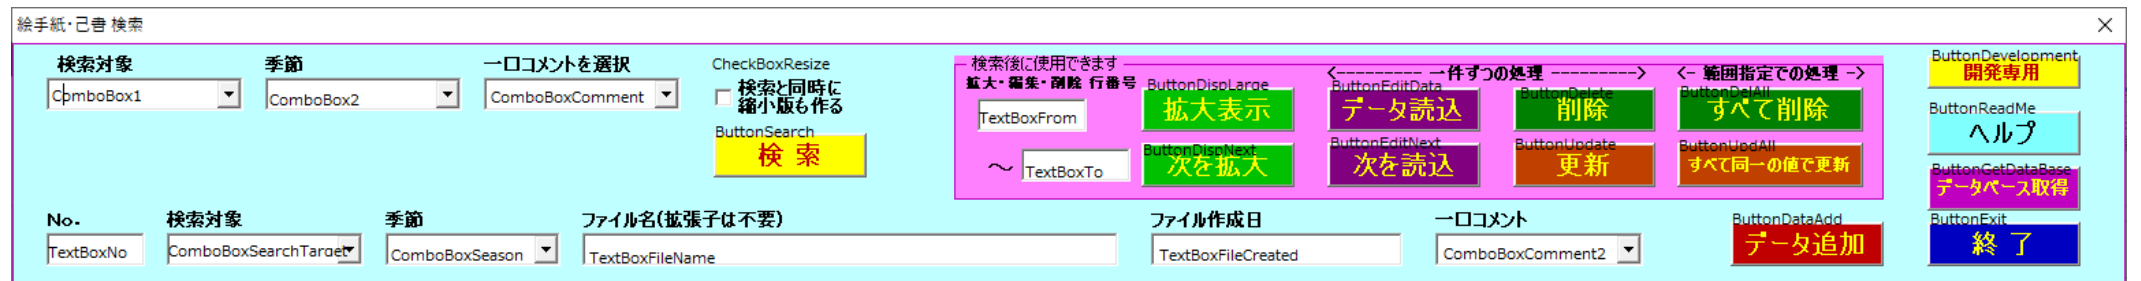 絵手紙・己書 検索
検索対象
ComboBox1
季節
ComboBox2
一口コメントを選択
ComboBoxComment
CheckBoxResize
検索と同時に
縮小版も作る
ButtonSearch
検 索
検索後に使用できます
拡大・編集・削除 行番号
TextBoxFrom
～
TextBoxTo
ButtonDispLarge
拡大表示
ButtonDispNext
次を拡大
<--------- 一件ずつの処理 --------->
ButtonEditData
データ読込
ButtonDelete
削除
ButtonEditNext
次を読込
ButtonUpdate
更新
<- 範囲指定での処理 ->
ButtonDelAll
すべて削除
ButtonUpdAll
すべて同一の値で更新
ButtonDevelopment
開発専用
ButtonReadMe
ヘルプ
ButtonGetDataBase
データベース取得
ButtonExit
終 了
No.
TextBoxNo
検索対象
ComboBoxSearchTarget
季節
ComboBoxSeason
ファイル名(拡張子は不要)
TextBoxFileName
ファイル作成日
TextBoxFileCreated
一口コメント
ComboBoxComment2
ButtonDataAdd
データ追加